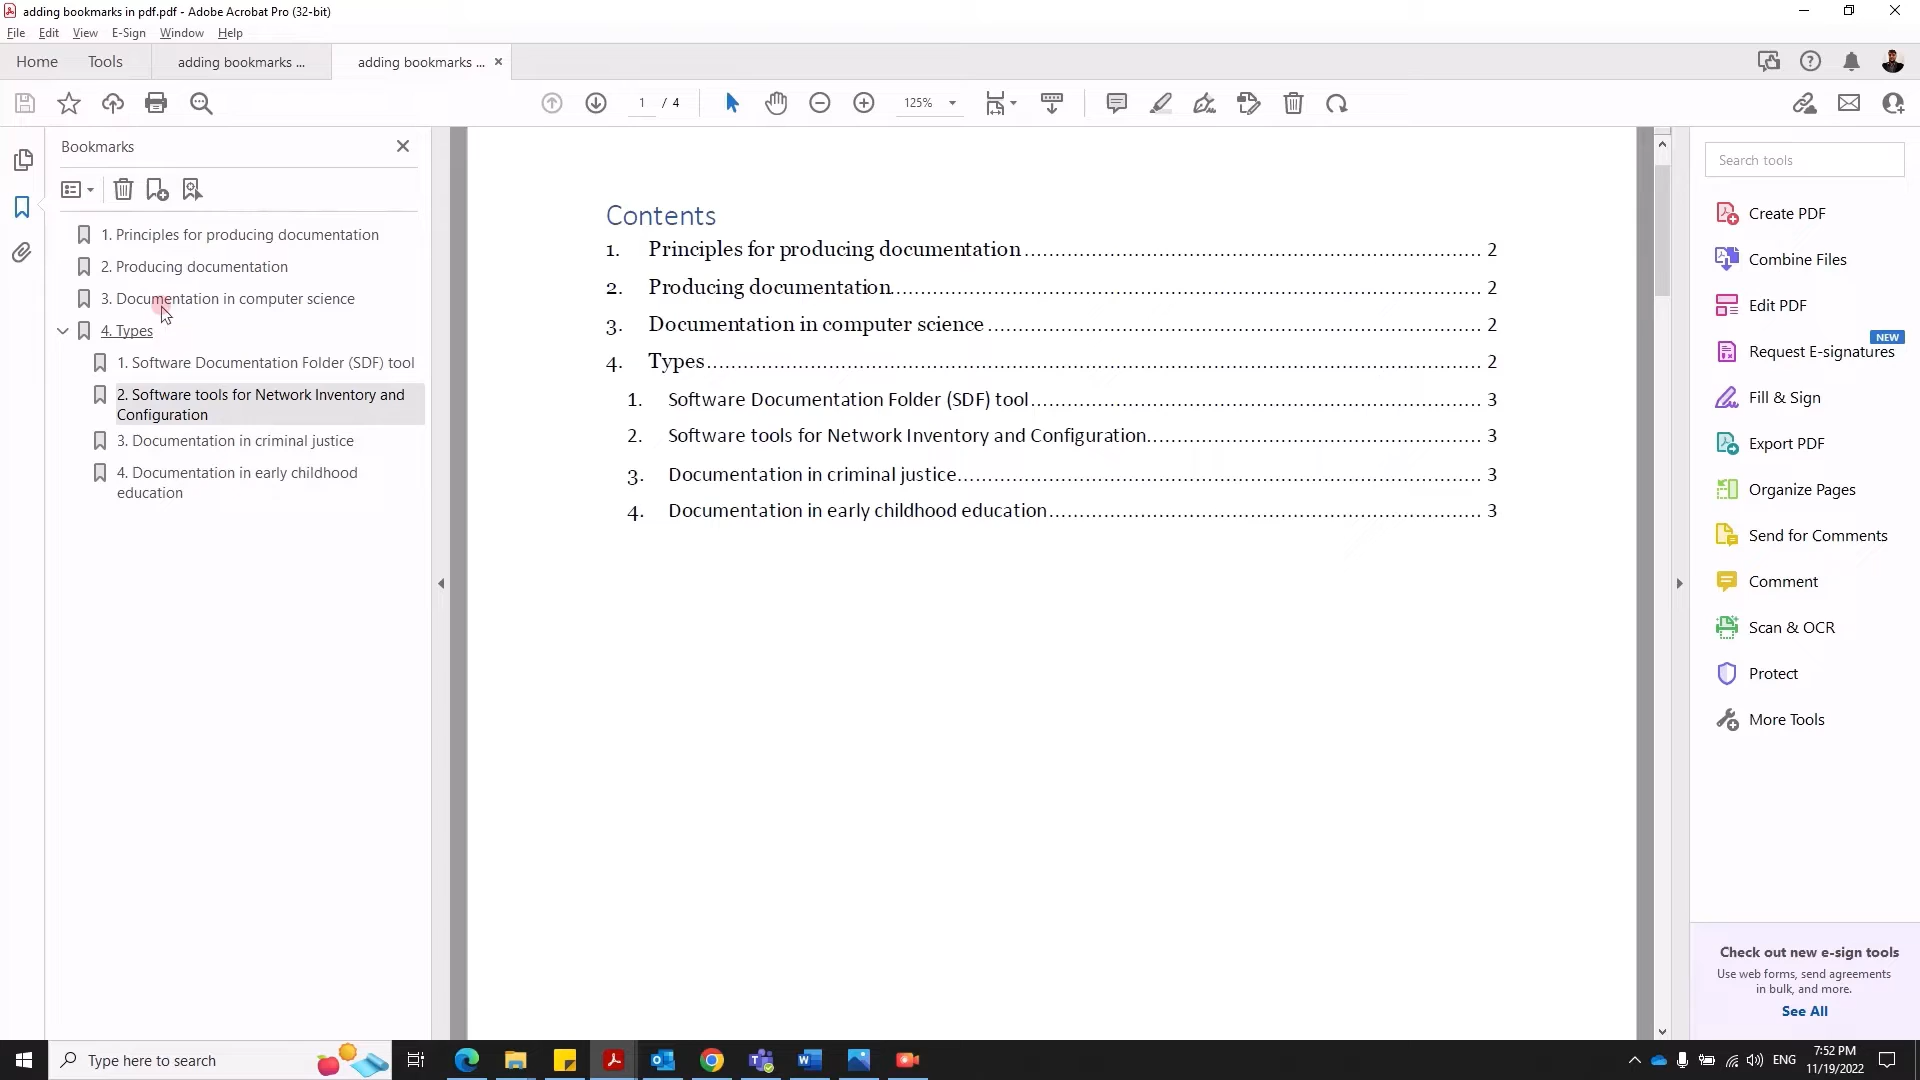 adding bookmarks in pdf.pdf - Adobe Acrobat Pro (32-bit)
File Edit View E-Sign Window Help
Home Tools adding bookmarks ... adding bookmarks ...
1 / 4 125%
Bookmarks
1. Principles for producing documentation
2. Producing documentation
3. Documentation in computer science
4. Types
1. Software Documentation Folder (SDF) tool
2. Software tools for Network Inventory and
Configuration
3. Documentation in criminal justice
4. Documentation in early childhood
education
Contents
1. Principles for producing documentation........................................ 2
2. Producing documentation........................................ 2
3. Documentation in computer science........................................ 2
4. Types........................................ 2
1. Software Documentation Folder (SDF) tool........................................ 3
2. Software tools for Network Inventory and Configuration........................................ 3
3. Documentation in criminal justice........................................ 3
4. Documentation in early childhood education........................................ 3
Search tools
Create PDF
Combine Files
Edit PDF
NEW
Request E-signatures
Fill & Sign
Export PDF
Organize Pages
Send for Comments
Comment
Scan & OCR
Protect
More Tools
Check out new e-sign tools
Use web forms, send agreements
in bulk, and more.
See All
Type here to search
ENG
7:52 PM
11/19/2022